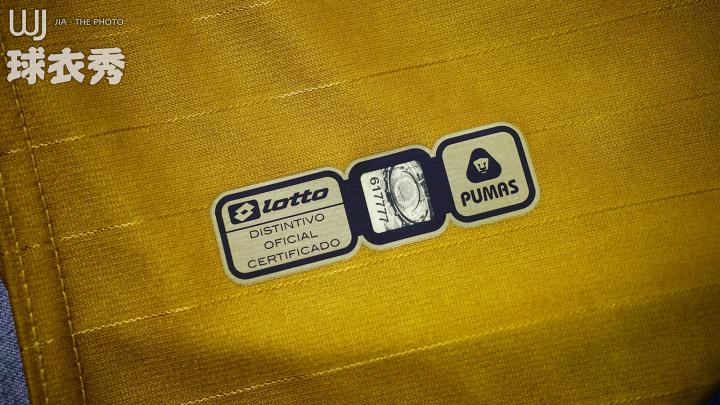 WJ JIA · THE PHOTO
球衣秀
lotto
DISTINTIVO
OFICIAL
CERTIFICADO
617777
PUMAS